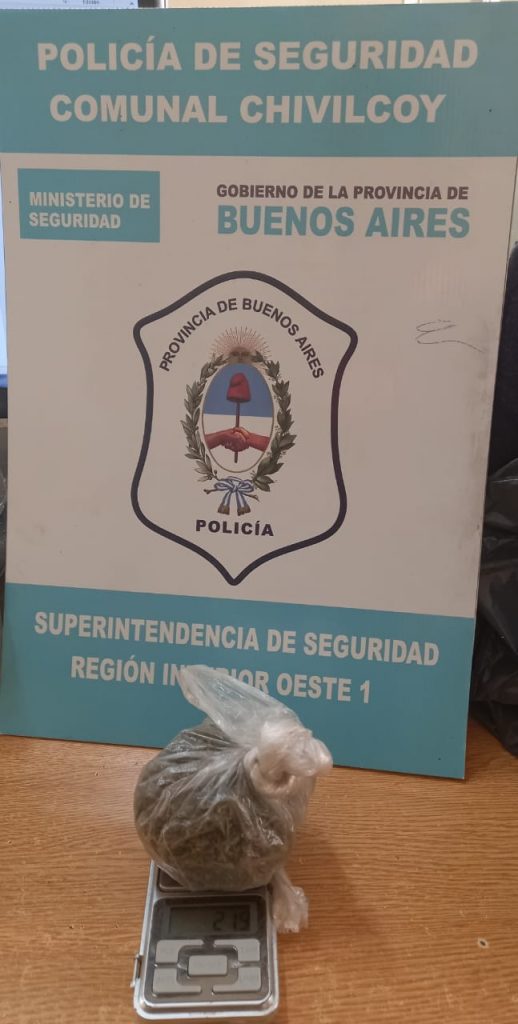 POLICÍA DE SEGURIDAD
COMUNAL CHIVILCOY
MINISTERIO DE
SEGURIDAD
GOBIERNO DE LA PROVINCIA DE
BUENOS AIRES
PROVINCIA DE BUENOS AIRES
POLICÍA
SUPERINTENDENCIA DE SEGURIDAD
REGIÓN OESTE 1